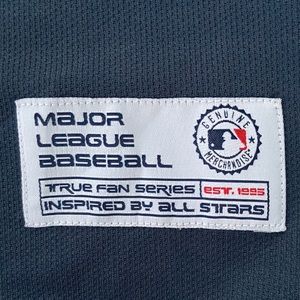 MAJOR
LEAGUE
BASEBALL
GENUINE
MERCHANDISE
TRUE FAN SERIES EST. 1995
INSPIRED BY ALL STARS